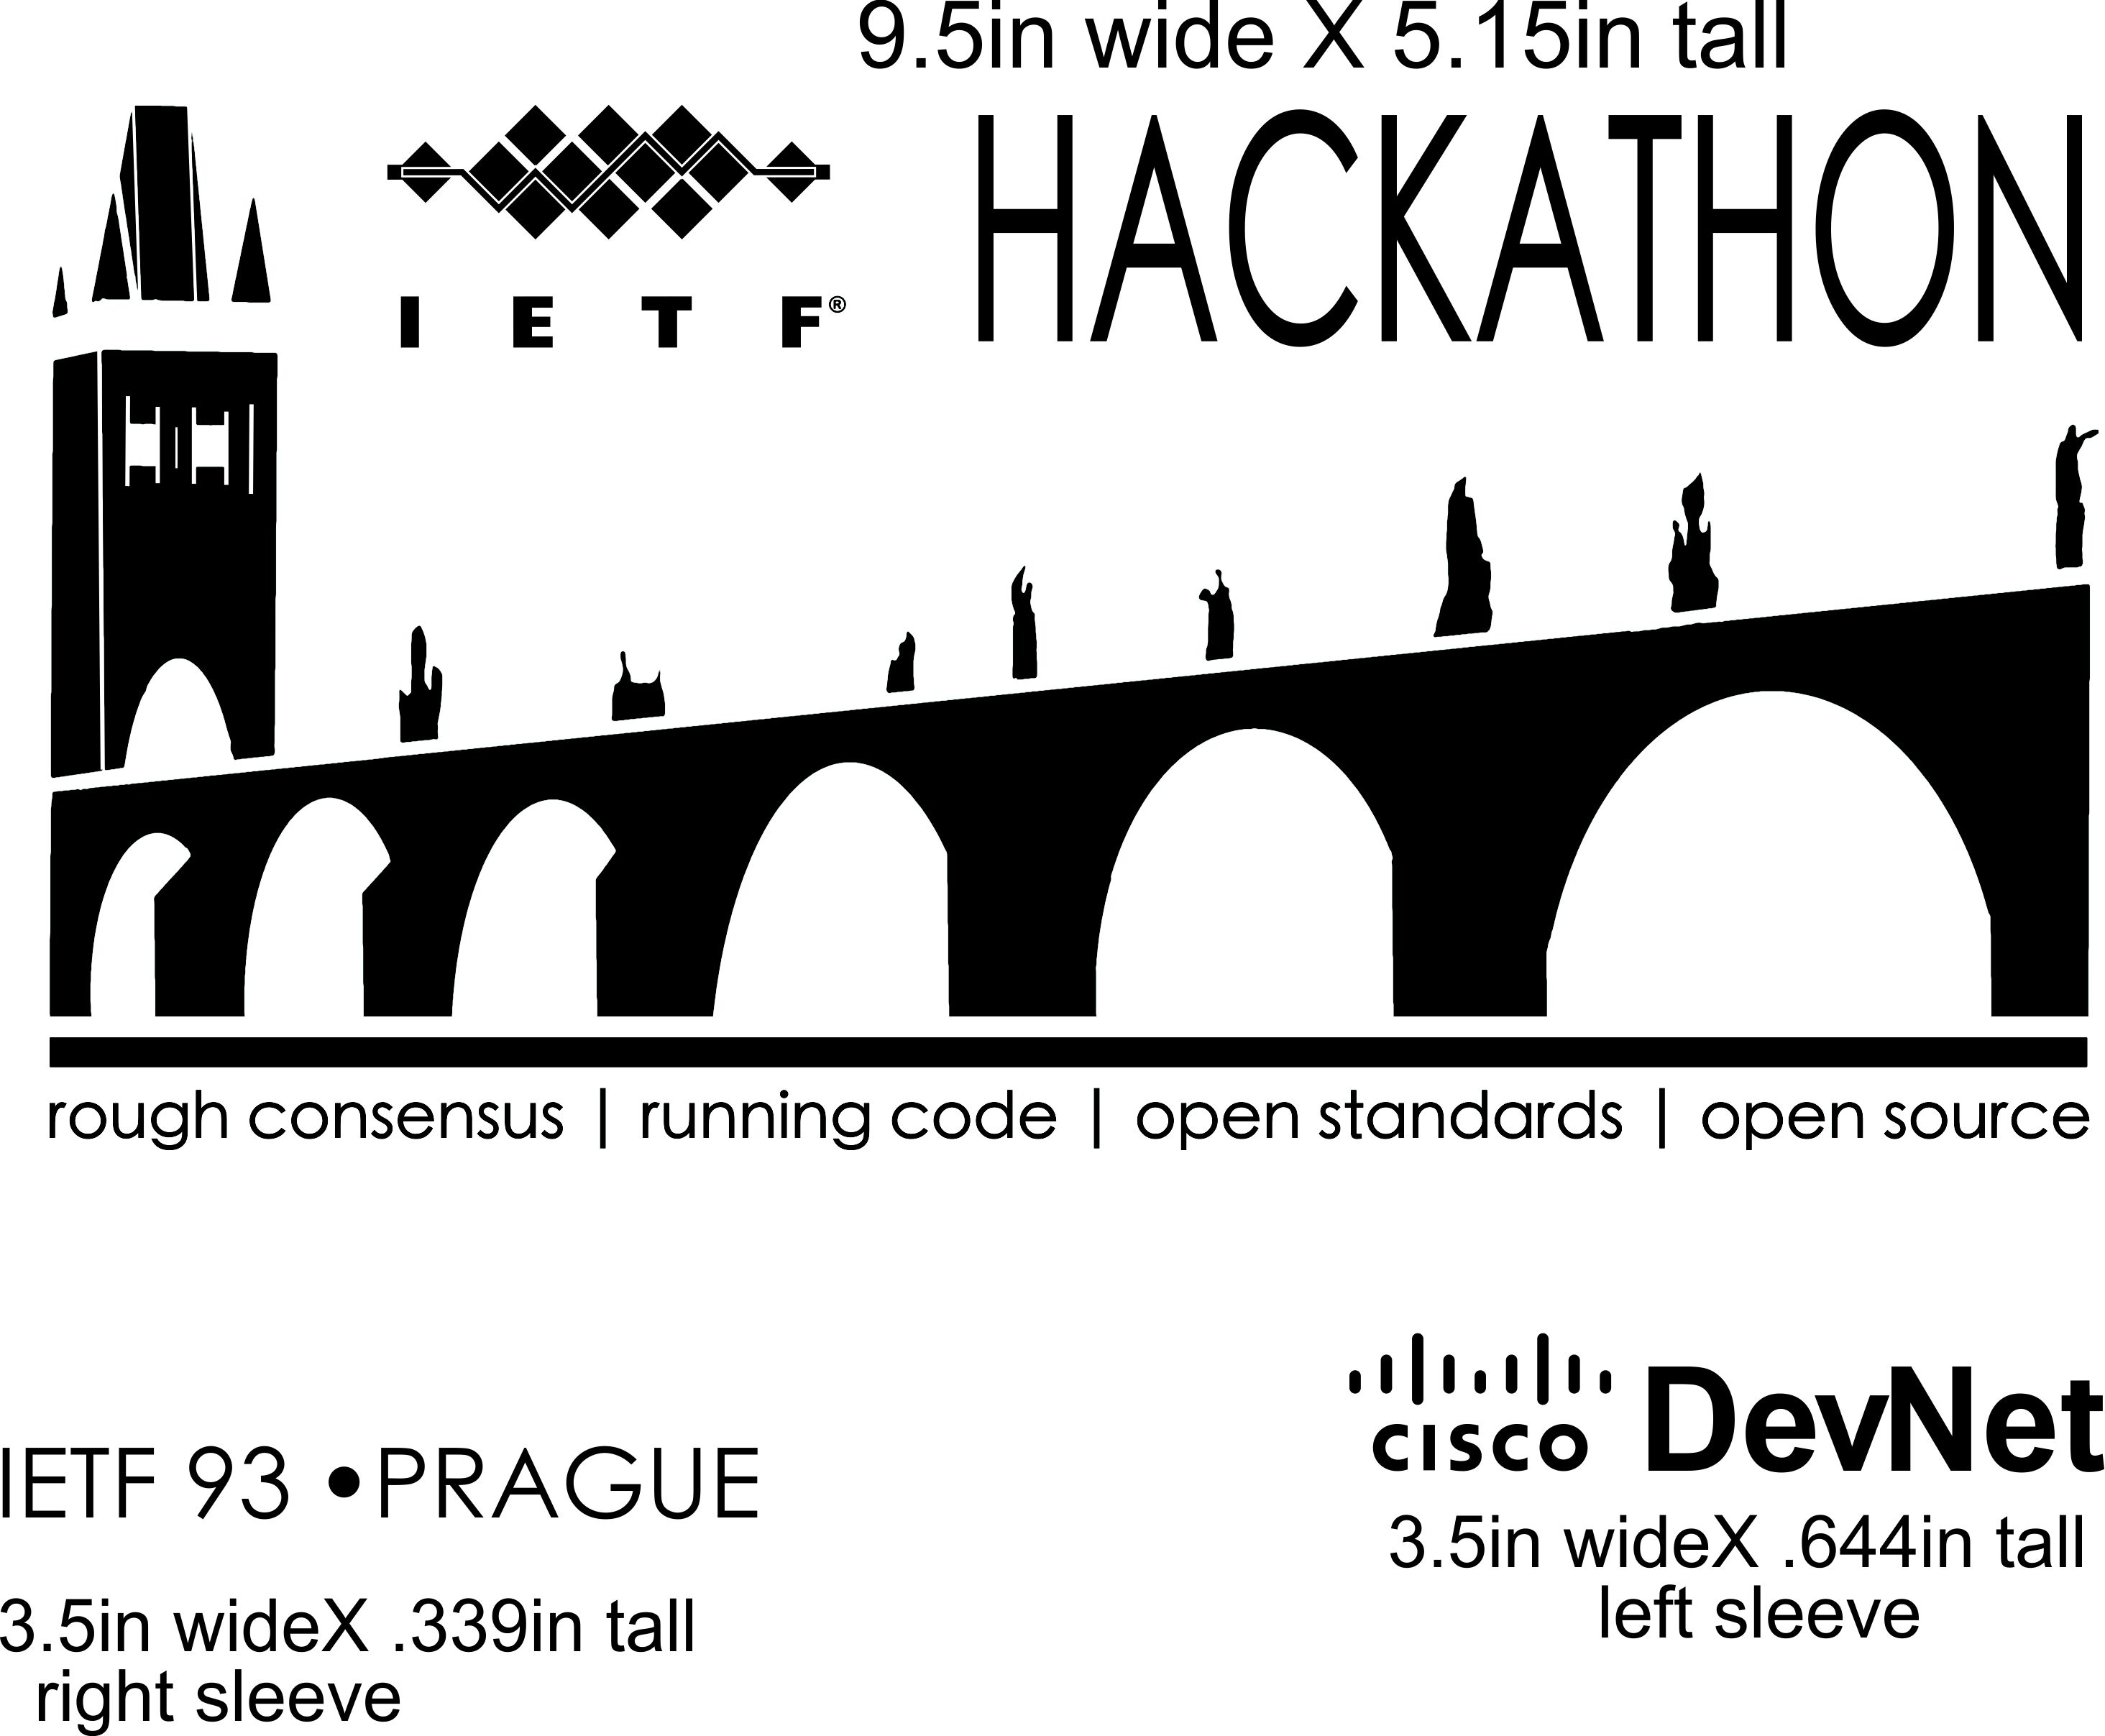 9.5in wide X 5.15in tall
HACKATHON
I E T F®
rough consensus | running code | open standards | open source
CISCO DevNet
IETF 93 •PRAGUE
3.5in wideX .644in tall
left sleeve
3.5in wideX .339in tall
right sleeve